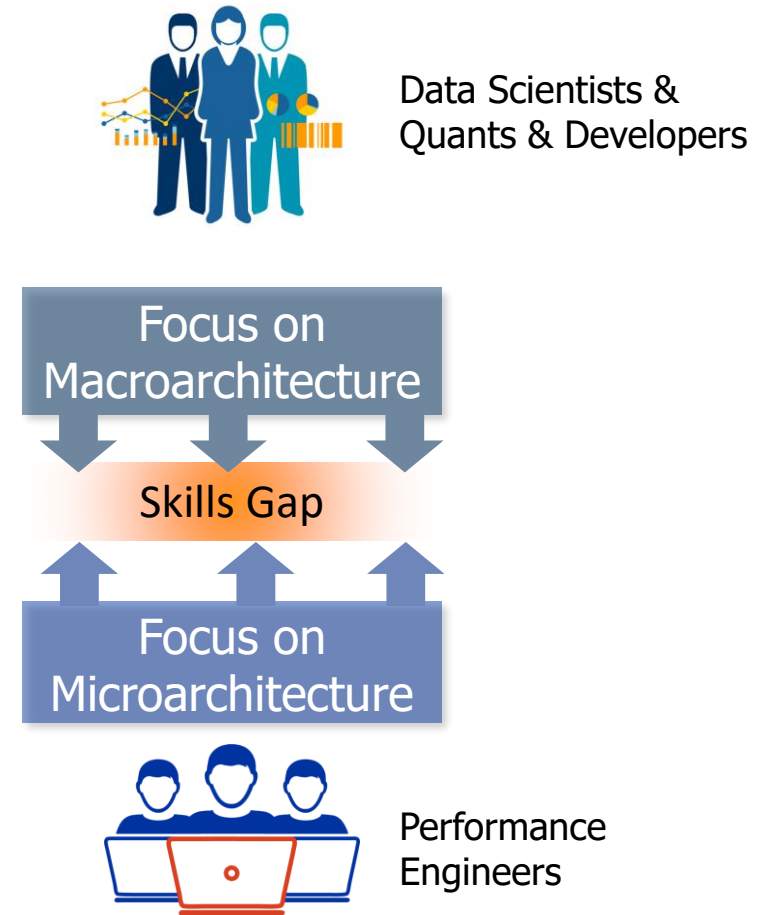 Data Scientists &
Quants & Developers
Focus on
Macroarchitecture
Skills Gap
Focus on
Microarchitecture
Performance
Engineers